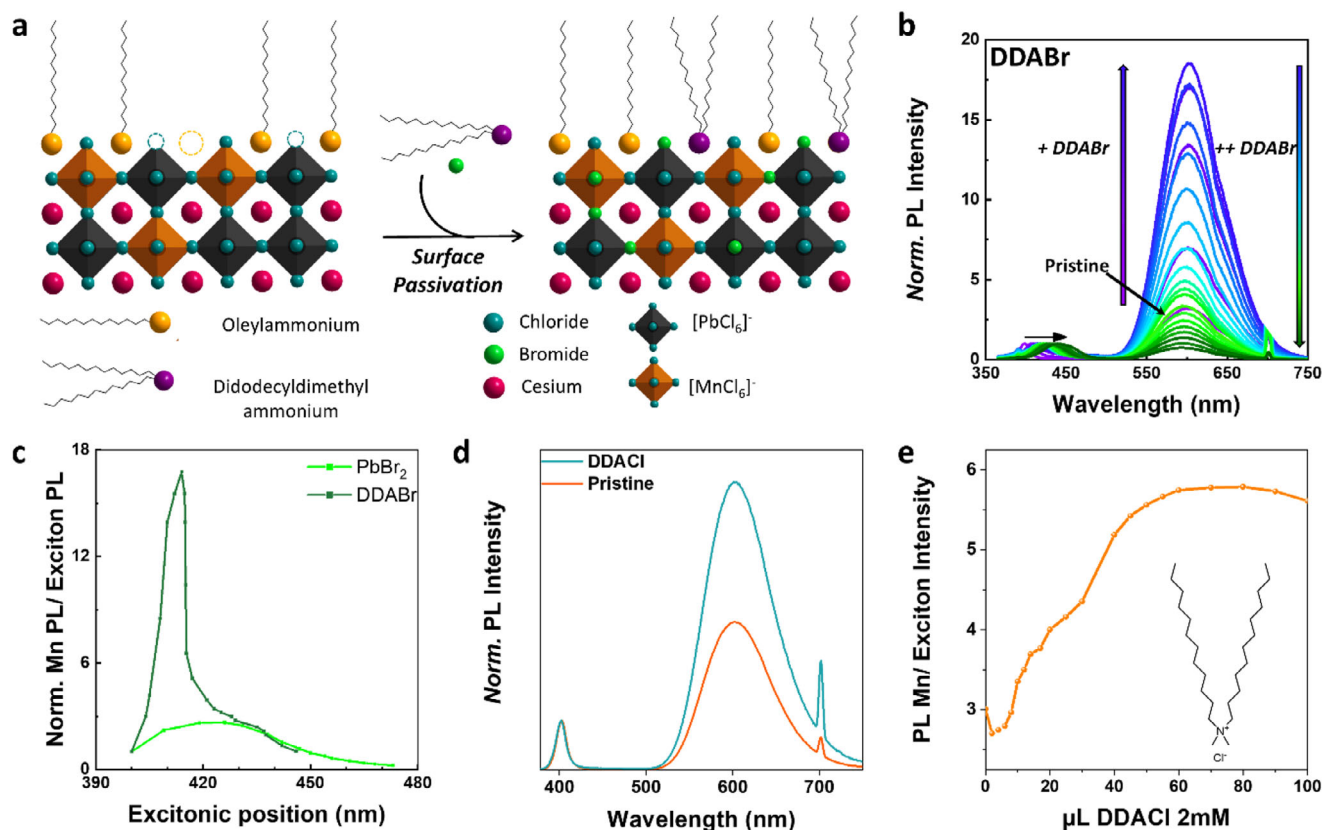 a
Surface
Passivation
Oleylammonium
Didodecyldimethyl
ammonium
Chloride
Bromide
Cesium
[PbCl₆]⁻
[MnCl₆]⁻
b
DDABr
20
15
10
5
0
Norm. PL Intensity
+ DDABr
++ DDABr
Pristine
365 450 550 650 750
Wavelength (nm)
c
18
12
6
0
Norm. Mn PL/ Exciton PL
PbBr₂
DDABr
390 420 450 480
Excitonic position (nm)
d
DDACl
Pristine
Norm. PL Intensity
400 500 600 700
Wavelength (nm)
e
6
5
4
3
PL Mn/ Exciton Intensity
N⁺
Cl⁻
0 20 40 60 80 100
µL DDACl 2mM